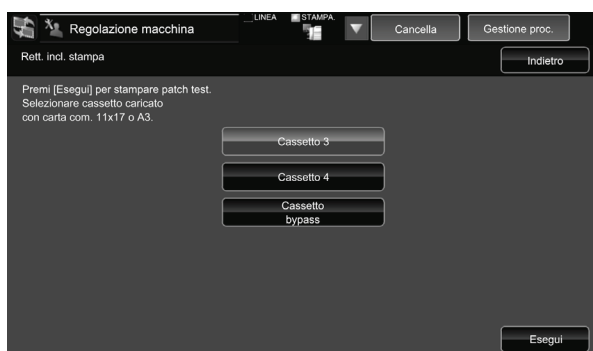 Regolazione macchina
LINEA
STAMPA.
Cancella
Gestione proc.
Rett. incl. stampa
Indietro
Premi [Esegui] per stampare patch test.
Selezionare cassetto caricato
con carta com. 11x17 o A3.
Cassetto 3
Cassetto 4
Cassetto
bypass
Esegui